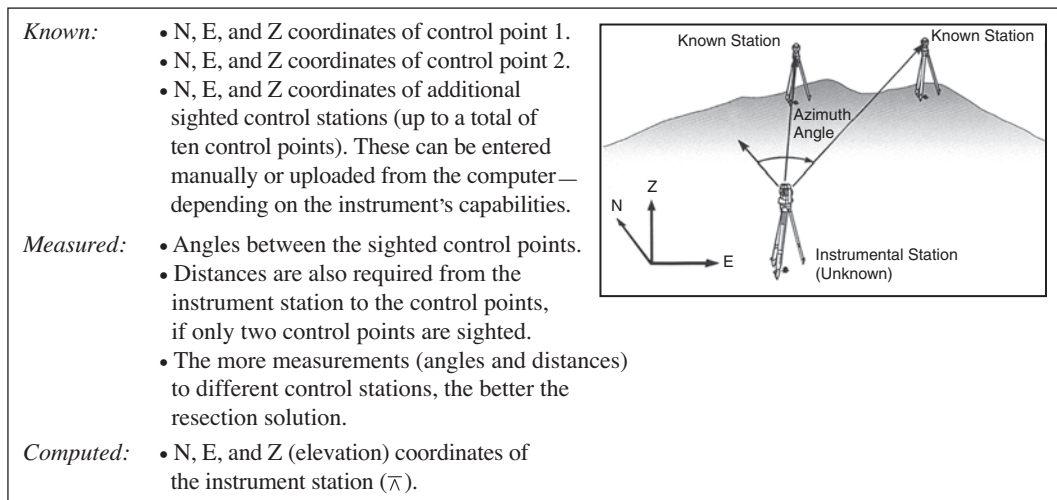 Known:
• N, E, and Z coordinates of control point 1.
• N, E, and Z coordinates of control point 2.
• N, E, and Z coordinates of additional
sighted control stations (up to a total of
ten control points). These can be entered
manually or uploaded from the computer—
depending on the instrument's capabilities.
Measured:
• Angles between the sighted control points.
• Distances are also required from the
instrument station to the control points,
if only two control points are sighted.
• The more measurements (angles and distances)
to different control stations, the better the
resection solution.
Computed:
• N, E, and Z (elevation) coordinates of
the instrument station (⊼).
Known Station
Known Station
Azimuth
Angle
Z
N
E
Instrumental Station
(Unknown)